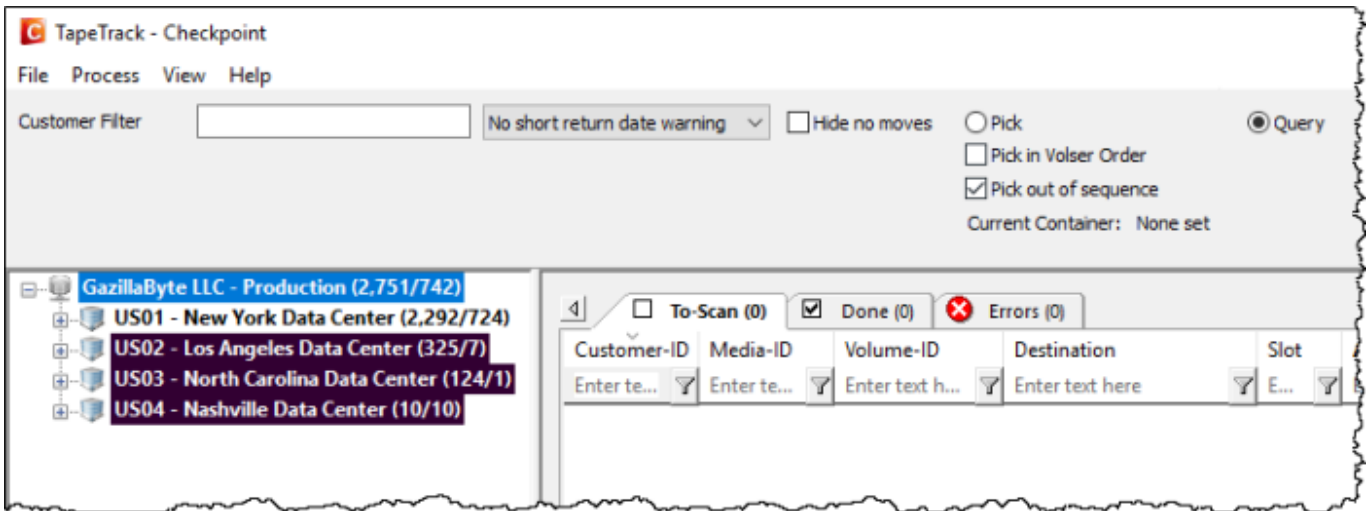 TapeTrack - Checkpoint
File Process View Help
Customer Filter No short return date warning Hide no moves Pick Query
Pick in Volser Order
Pick out of sequence
Current Container: None set
GazillaByte LLC - Production (2,751/742)
US01 - New York Data Center (2,292/724)
US02 - Los Angeles Data Center (325/7)
US03 - North Carolina Data Center (124/1)
US04 - Nashville Data Center (10/10)
To-Scan (0) Done (0) Errors (0)
Customer-ID Media-ID Volume-ID Destination Slot
Enter te... Enter te... Enter text h... Enter text here E...